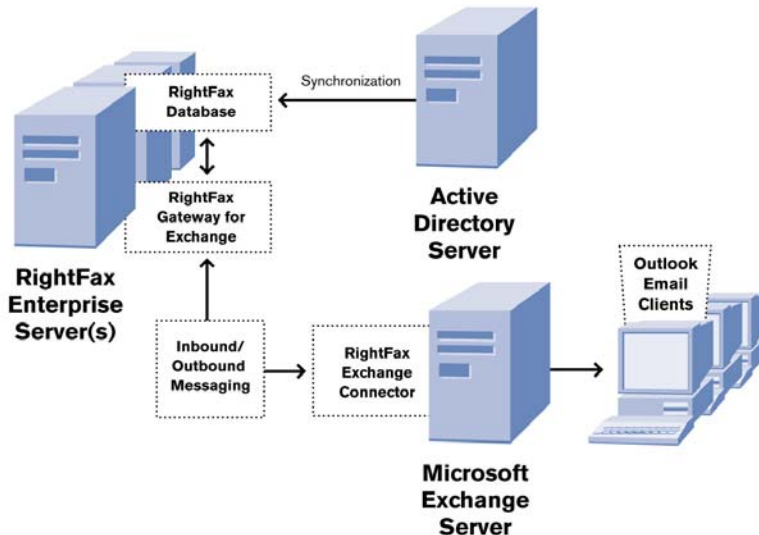 RightFax
Database
Synchronization
RightFax
Gateway for
Exchange
Active
Directory
Server
RightFax
Enterprise
Server(s)
Outlook
Email
Clients
Inbound/
Outbound
Messaging
RightFax
Exchange
Connector
Microsoft
Exchange
Server